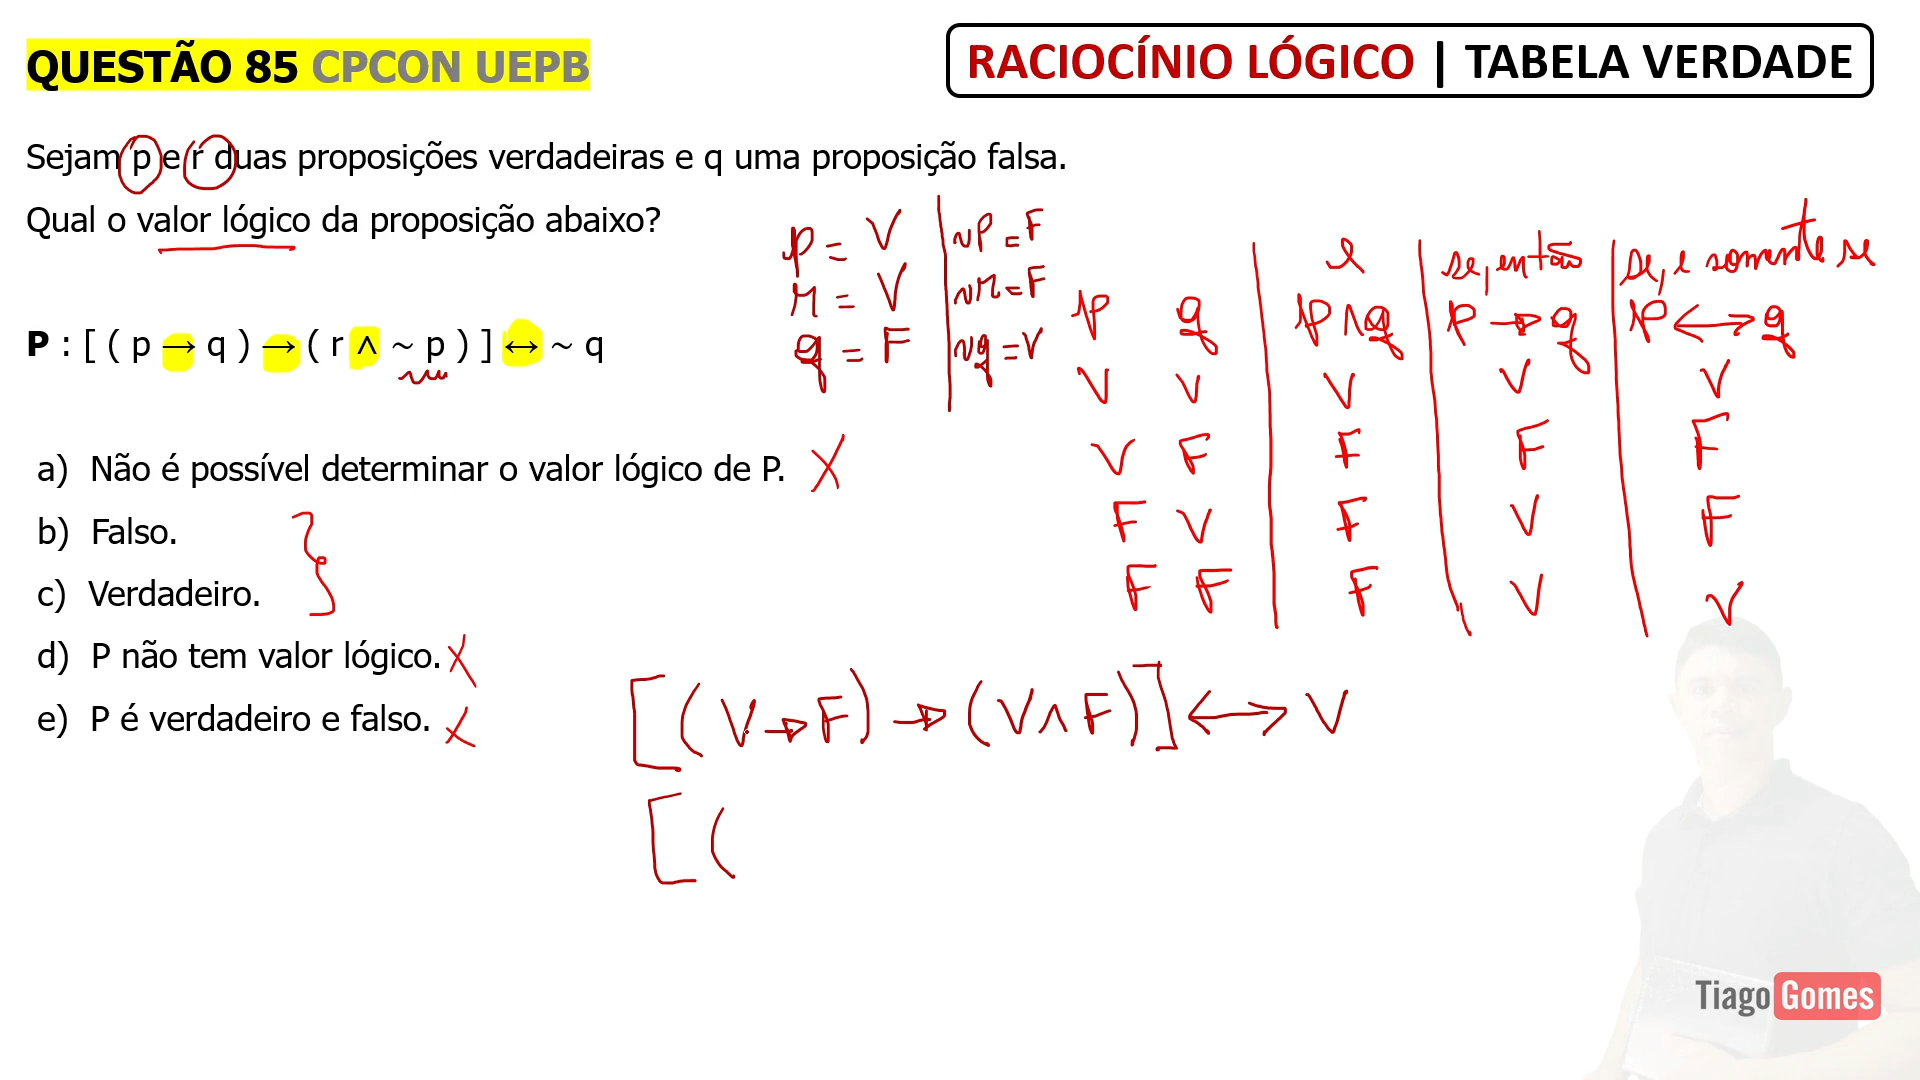 QUESTÃO 85 CPCON UEPB
RACIOCÍNIO LÓGICO | TABELA VERDADE
Sejam p e r duas proposições verdadeiras e q uma proposição falsa.
Qual o valor lógico da proposição abaixo?
P : [ ( p → q ) → ( r ∧ ~ p ) ] ↔ ~ q
a) Não é possível determinar o valor lógico de P. X
b) Falso.
c) Verdadeiro.
d) P não tem valor lógico. X
e) P é verdadeiro e falso. X
p = V | ~p = F
r = V | ~r = F
q = F | ~q = V
e | se, então | se, e somente se
p q | p ∧ q | p → q | p ↔ q
V V | V | V | V
V F | F | F | F
F V | F | V | F
F F | F | V | V
[ ( V → F ) → ( V ∧ F ) ] ↔ V
[ (
Tiago Gomes